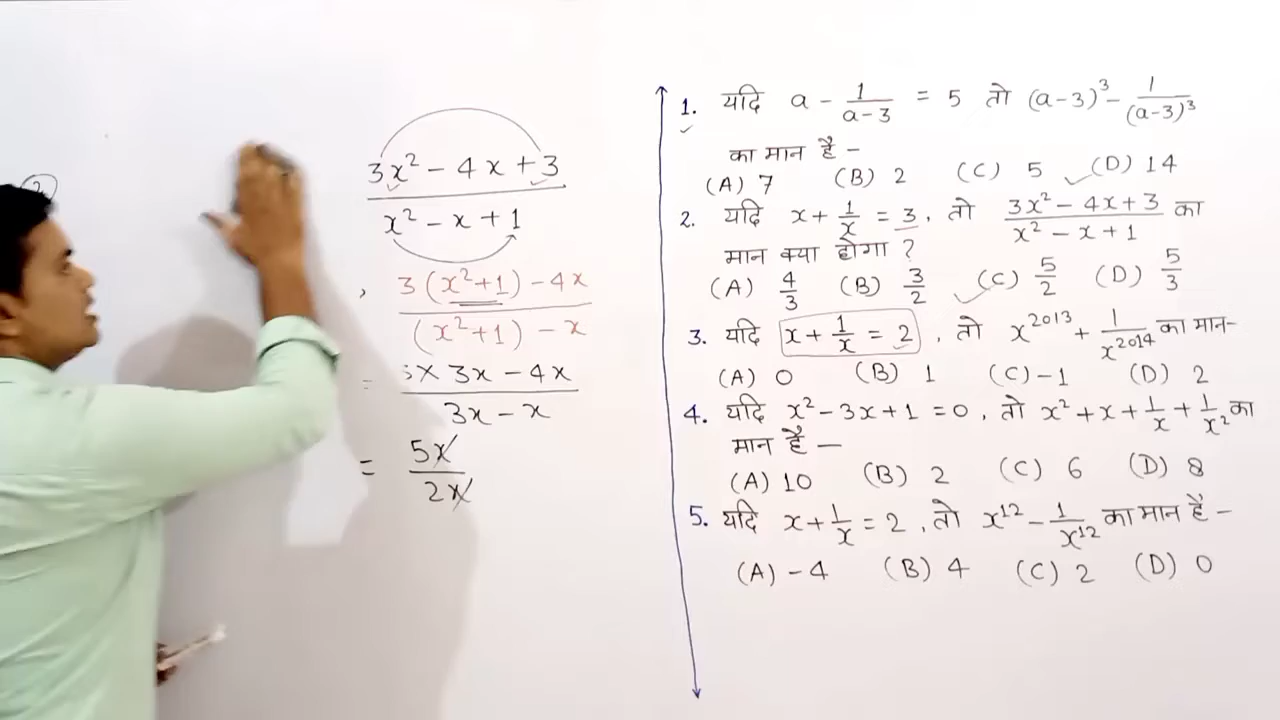 2
3x² - 4x + 3
x² - x + 1
, 3(x²+1) - 4x
(x²+1) - x
= 3× 3x - 4x
3x - x
= 5x
2x
1. यदि a - 1/(a-3) = 5 तो (a-3)³ - 1/(a-3)³
का मान है -
(A) 7 (B) 2 (C) 5 (D) 14
2. यदि x + 1/x = 3, तो (3x² - 4x + 3)/(x² - x + 1) का
मान क्या होगा ?
(A) 4/3 (B) 3/2 (C) 5/2 (D) 5/3
3. यदि x + 1/x = 2, तो x²⁰¹³ + 1/x²⁰¹⁴ का मान-
(A) 0 (B) 1 (C) -1 (D) 2
4. यदि x² - 3x + 1 = 0, तो x² + x + 1/x + 1/x² का
मान है —
(A) 10 (B) 2 (C) 6 (D) 8
5. यदि x + 1/x = 2, तो x¹² - 1/x¹² का मान है -
(A) -4 (B) 4 (C) 2 (D) 0